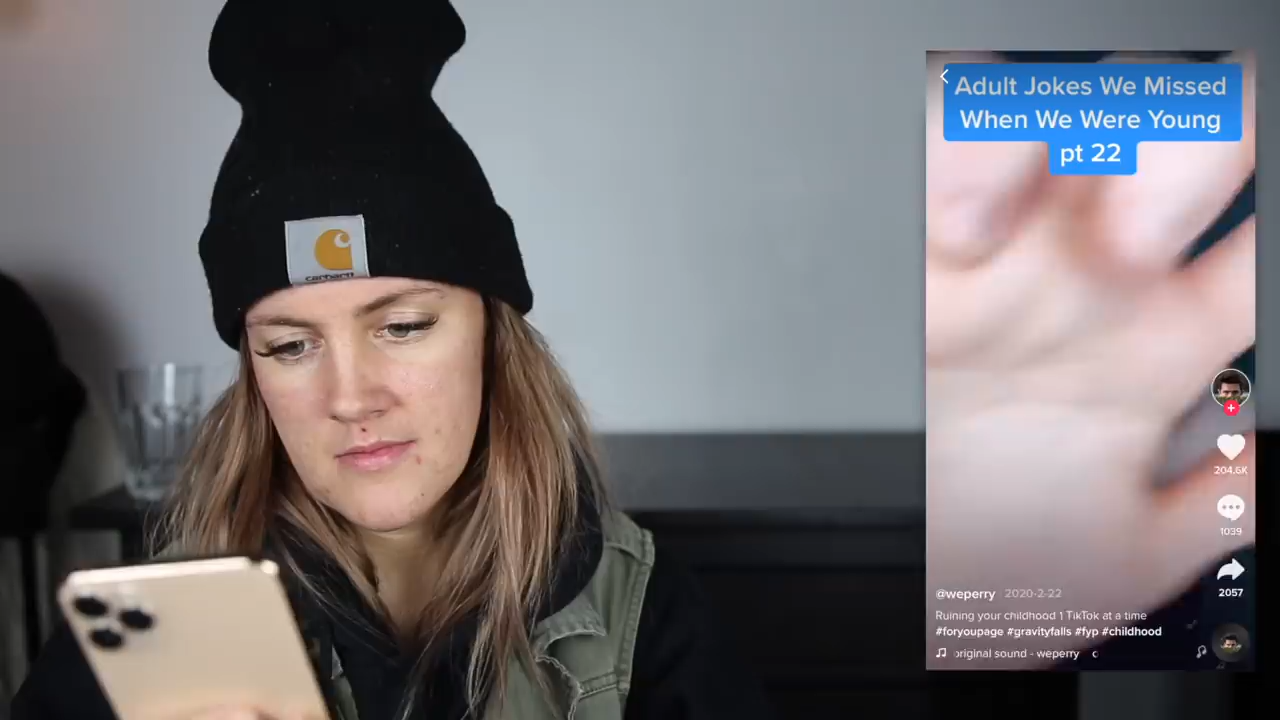 carhartt
Adult Jokes We Missed
When We Were Young
pt 22
204.6K
1039
2057
@weperry 2020-2-22
Ruining your childhood 1 TikTok at a time
#foryoupage #gravityfalls #fyp #childhood
original sound - weperry